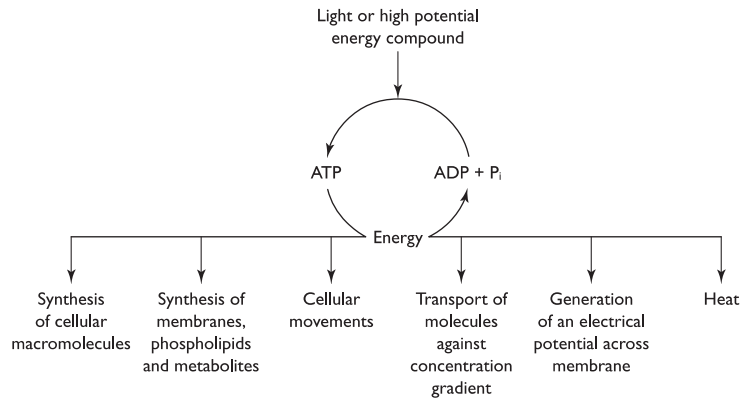 Light or high potential
energy compound
ATP
ADP + Pi
Energy
Synthesis
of cellular
macromolecules
Synthesis of
membranes,
phospholipids
and metabolites
Cellular
movements
Transport of
molecules
against
concentration
gradient
Generation
of an electrical
potential across
membrane
Heat